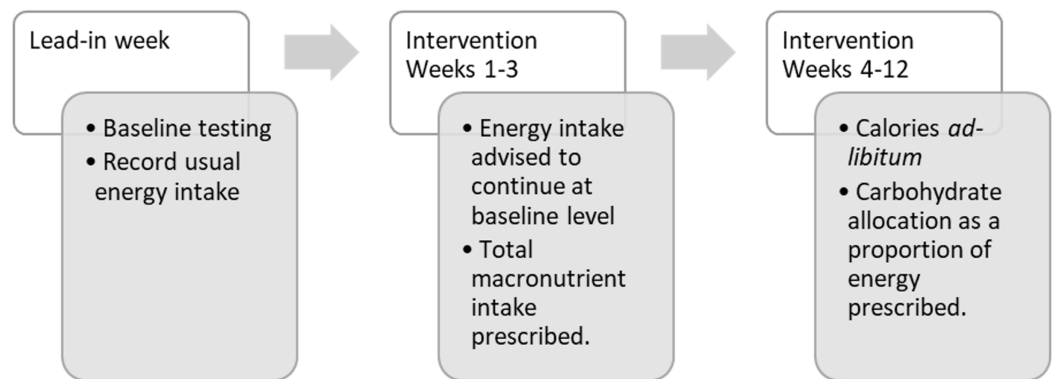 Lead-in week
• Baseline testing
• Record usual
energy intake
Intervention
Weeks 1-3
• Energy intake
advised to
continue at
baseline level
• Total
macronutrient
intake
prescribed.
Intervention
Weeks 4-12
• Calories ad-
libitum
• Carbohydrate
allocation as a
proportion of
energy
prescribed.